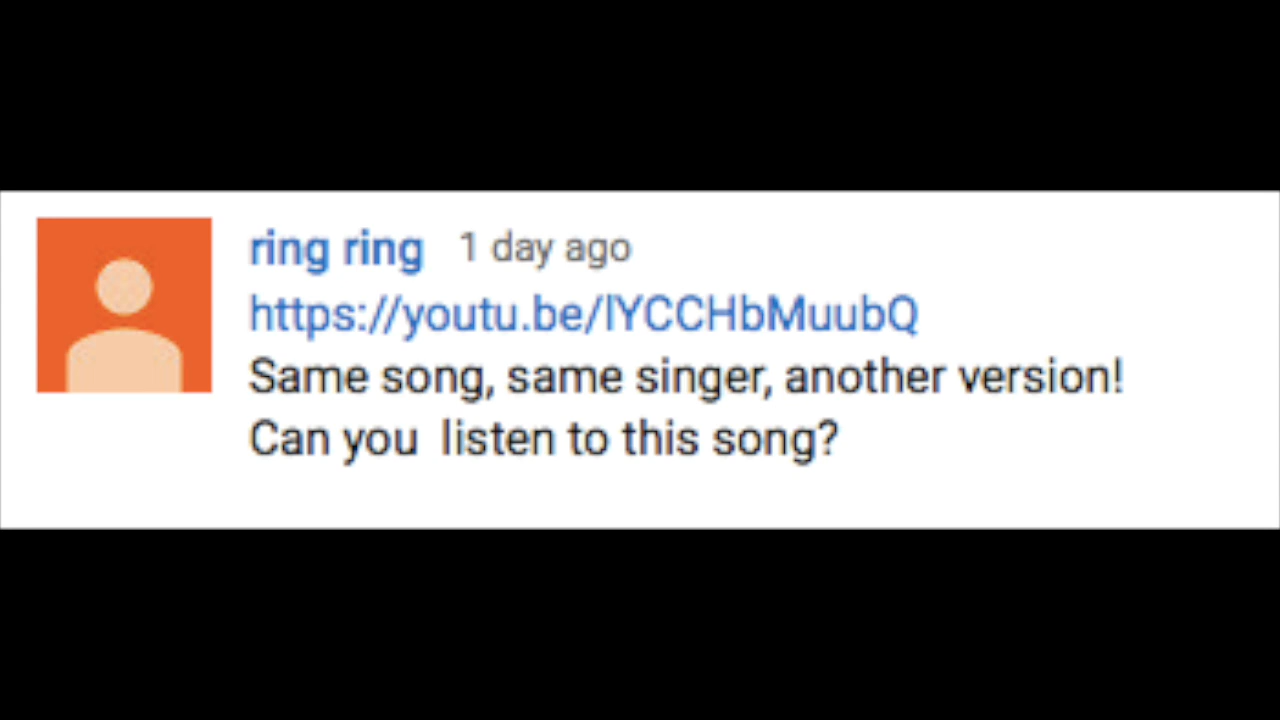 ring ring 1 day ago
https://youtu.be/lYCCHbMuubQ
Same song, same singer, another version!
Can you  listen to this song?